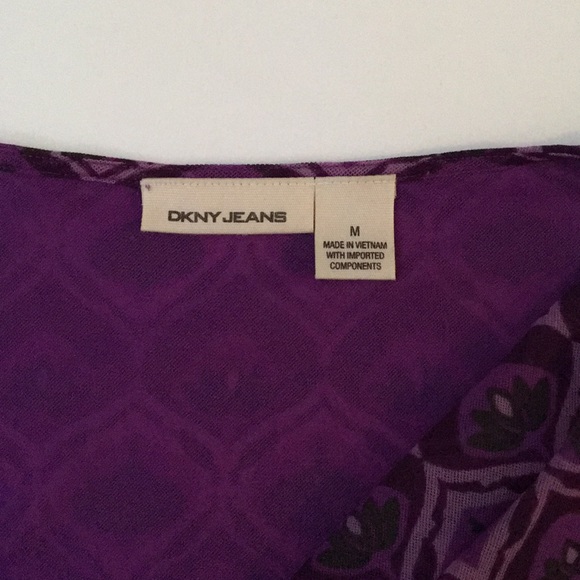 DKNY JEANS
M
MADE IN VIETNAM
WITH IMPORTED
COMPONENTS